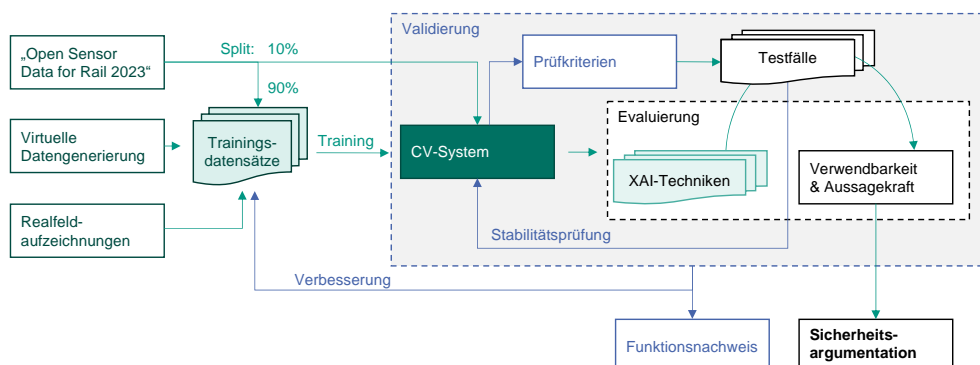 Validierung
„Open Sensor
Data for Rail 2023“
Split: 10%
90%
Prüfkriterien
Testfälle
Virtuelle
Datengenerierung
Trainings-
datensätze
Training
CV-System
Evaluierung
XAI-Techniken
Verwendbarkeit
& Aussagekraft
Realfeld-
aufzeichnungen
Stabilitätsprüfung
Verbesserung
Funktionsnachweis
Sicherheits-
argumentation